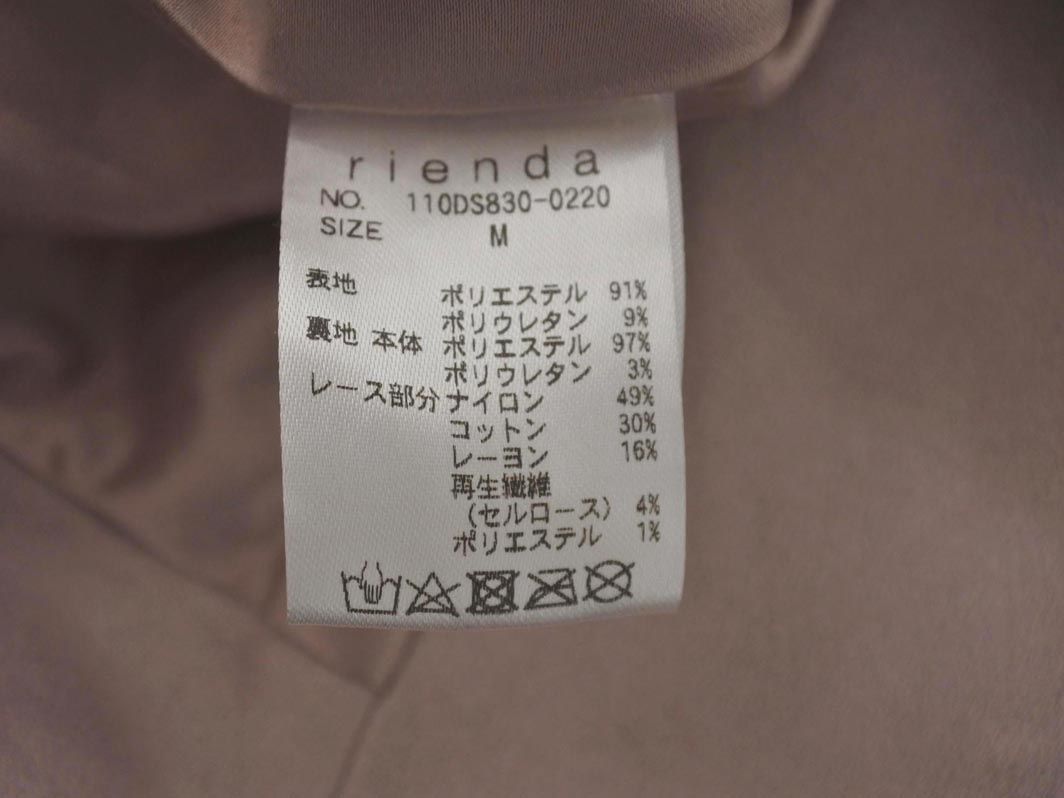 rienda
NO. 110DS830-0220
SIZE M
表地 ポリエステル 91%
ポリウレタン 9%
裏地 本体 ポリエステル 97%
ポリウレタン 3%
レース部分 ナイロン 49%
コットン 30%
レーヨン 16%
再生繊維
(セルロース) 4%
ポリエステル 1%